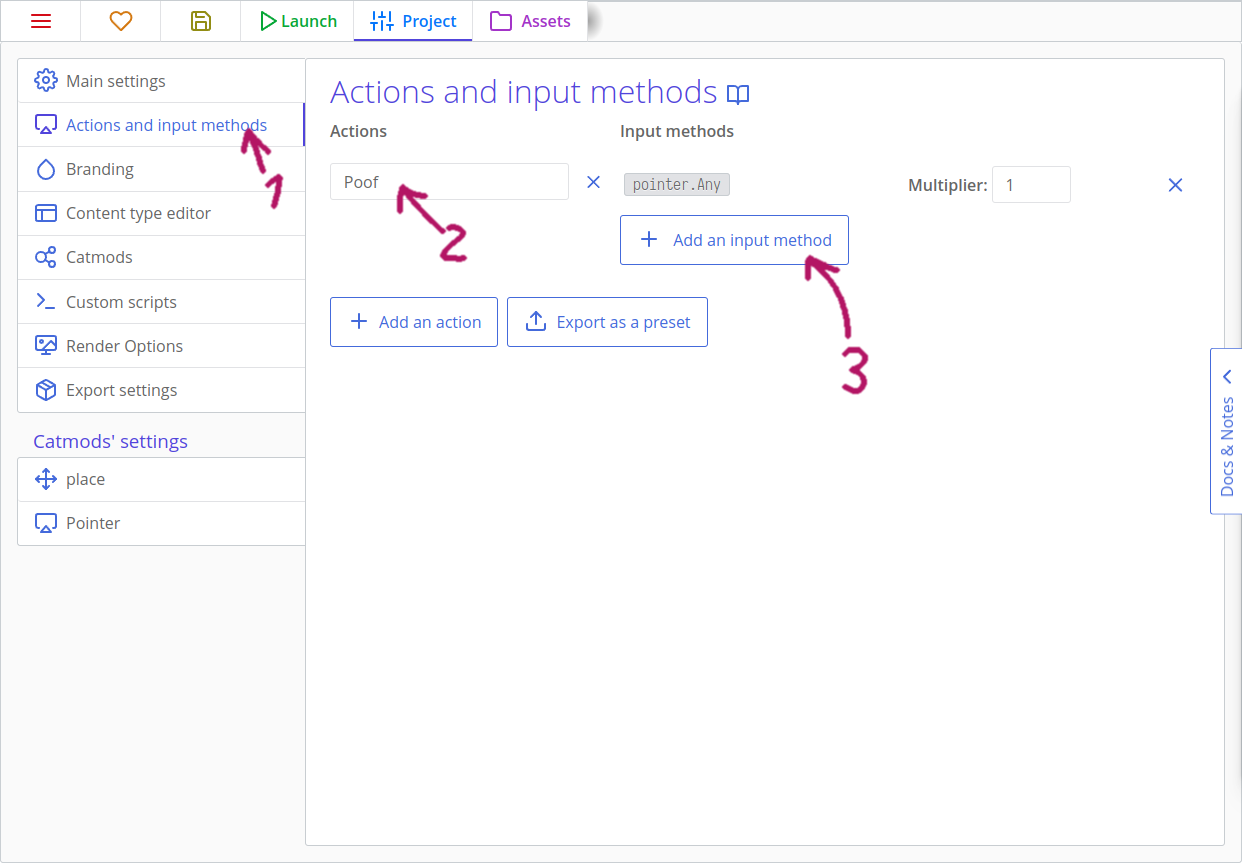 Launch
Project
Assets
Main settings
Actions and input methods
Branding
Content type editor
Catmods
Custom scripts
Render Options
Export settings
Catmods' settings
place
Pointer
1
Actions and input methods
Actions
Input methods
Poof
pointer.Any
Multiplier: 1
2
Add an input method
3
Add an action
Export as a preset
Docs & Notes